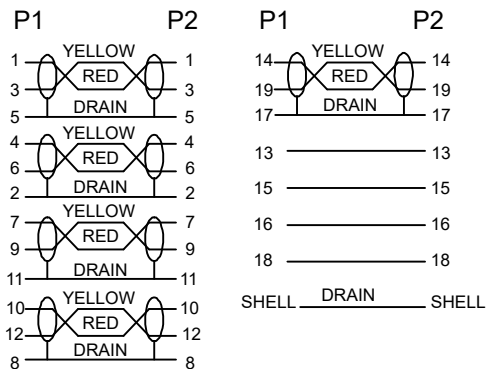 P1 P2
YELLOW
1 1
RED
3 3
DRAIN
5 5
YELLOW
4 4
RED
6 6
DRAIN
2 2
YELLOW
7 7
RED
9 9
DRAIN
11 11
YELLOW
10 10
RED
12 12
DRAIN
8 8
P1 P2
YELLOW
14 14
RED
19 19
DRAIN
17 17
13 13
15 15
16 16
18 18
DRAIN
SHELL SHELL